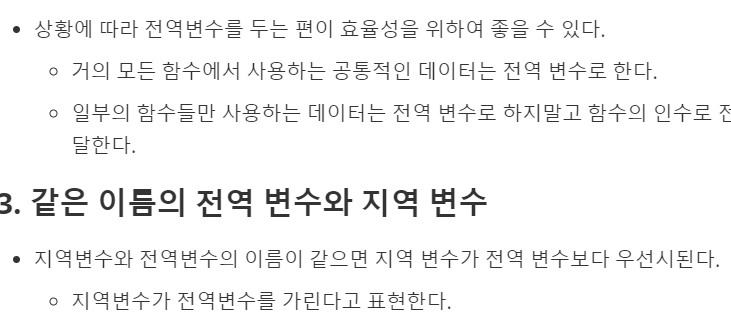 상황에 따라 전역변수를 두는 편이 효율성을 위하여 좋을 수 있다.
거의 모든 함수에서 사용하는 공통적인 데이터는 전역 변수로 한다.
일부의 함수들만 사용하는 데이터는 전역 변수로 하지말고 함수의 인수로 전
달한다.
3. 같은 이름의 전역 변수와 지역 변수
지역변수와 전역변수의 이름이 같으면 지역 변수가 전역 변수보다 우선시된다.
지역변수가 전역변수를 가린다고 표현한다.